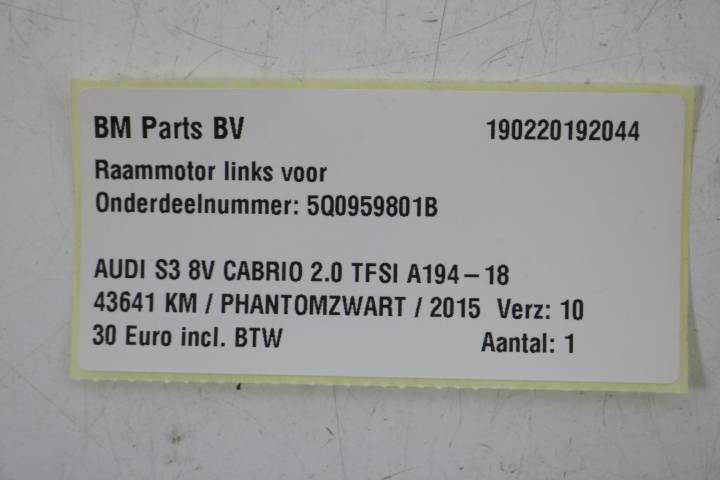 BM Parts BV 190220192044
Raammotor links voor
Onderdeelnummer: 5Q0959801B
AUDI S3 8V CABRIO 2.0 TFSI A194-18
43641 KM / PHANTOMZWART / 2015 Verz: 10
30 Euro incl. BTW Aantal: 1